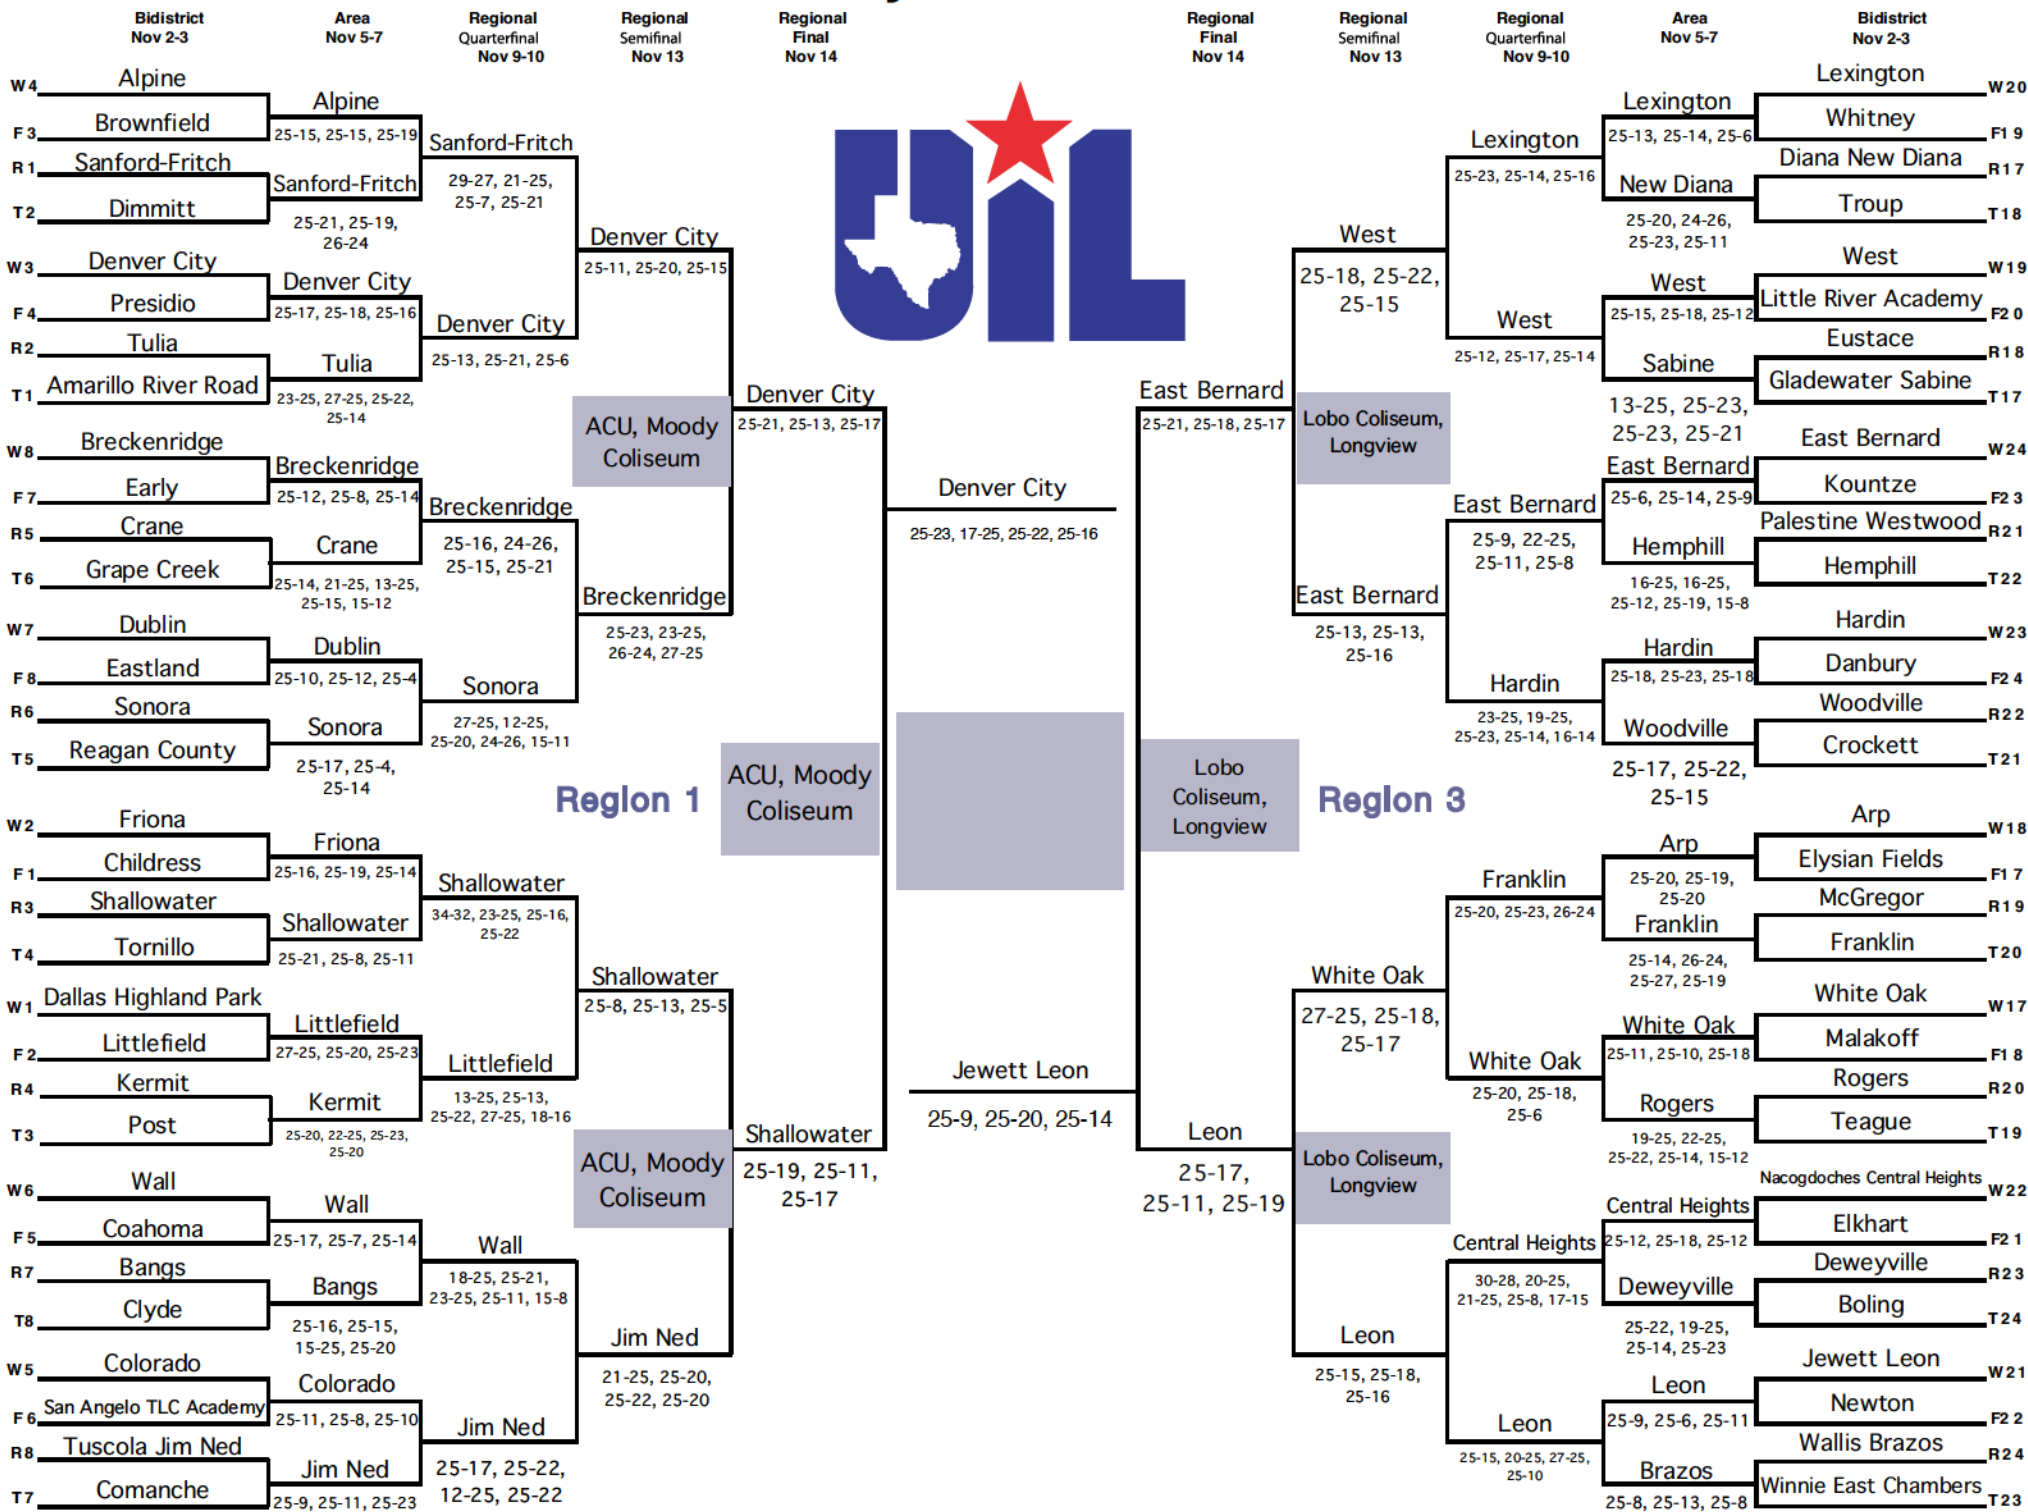 Bidistrict
Nov 2-3
Area
Nov 5-7
Regional
Quarterfinal
Nov 9-10
Regional
Semifinal
Nov 13
Regional
Final
Nov 14
Regional
Final
Nov 14
Regional
Semifinal
Nov 13
Regional
Quarterfinal
Nov 9-10
Area
Nov 5-7
Bidistrict
Nov 2-3
UIL
W4 Alpine
F3 Brownfield
R1 Sanford-Fritch
T2 Dimmitt
W3 Denver City
F4 Presidio
R2 Tulia
T1 Amarillo River Road
W8 Breckenridge
F7 Early
R5 Crane
T6 Grape Creek
W7 Dublin
F8 Eastland
R6 Sonora
T5 Reagan County
W2 Friona
F1 Childress
R3 Shallowater
T4 Tornillo
W1 Dallas Highland Park
F2 Littlefield
R4 Kermit
T3 Post
W6 Wall
F5 Coahoma
R7 Bangs
T8 Clyde
W5 Colorado
F6 San Angelo TLC Academy
R8 Tuscola Jim Ned
T7 Comanche
Alpine
25-15, 25-15, 25-19
Sanford-Fritch
25-21, 25-19,
26-24
Denver City
25-17, 25-18, 25-16
Tulia
23-25, 27-25, 25-22,
25-14
Breckenridge
25-12, 25-8, 25-14
Crane
25-14, 21-25, 13-25,
25-15, 15-12
Dublin
25-10, 25-12, 25-4
Sonora
25-17, 25-4,
25-14
Friona
25-16, 25-19, 25-14
Shallowater
25-21, 25-8, 25-11
Littlefield
27-25, 25-20, 25-23
Kermit
25-20, 22-25, 25-23,
25-20
Wall
25-17, 25-7, 25-14
Bangs
25-16, 25-15,
15-25, 25-20
Colorado
25-11, 25-8, 25-10
Jim Ned
25-9, 25-11, 25-23
Sanford-Fritch
29-27, 21-25,
25-7, 25-21
Denver City
25-13, 25-21, 25-6
Breckenridge
25-16, 24-26,
25-15, 25-21
Sonora
27-25, 12-25,
25-20, 24-26, 15-11
Shallowater
34-32, 23-25, 25-16,
25-22
Littlefield
13-25, 25-13,
25-22, 27-25, 18-16
Wall
18-25, 25-21,
23-25, 25-11, 15-8
Jim Ned
25-17, 25-22,
12-25, 25-22
Denver City
25-11, 25-20, 25-15
ACU, Moody
Coliseum
Breckenridge
25-23, 23-25,
26-24, 27-25
Region 1
Shallowater
25-8, 25-13, 25-5
ACU, Moody
Coliseum
Jim Ned
21-25, 25-20,
25-22, 25-20
Denver City
25-21, 25-13, 25-17
ACU, Moody
Coliseum
Shallowater
25-19, 25-11,
25-17
Denver City
25-23, 17-25, 25-22, 25-16
Jewett Leon
25-9, 25-20, 25-14
East Bernard
25-21, 25-18, 25-17
Lobo
Coliseum,
Longview
Leon
25-17,
25-11, 25-19
West
25-18, 25-22,
25-15
Lobo Coliseum,
Longview
East Bernard
25-13, 25-13,
25-16
Region 3
White Oak
27-25, 25-18,
25-17
Lobo Coliseum,
Longview
Leon
25-15, 25-18,
25-16
Lexington
25-23, 25-14, 25-16
West
25-12, 25-17, 25-14
East Bernard
25-9, 22-25,
25-11, 25-8
Hardin
23-25, 19-25,
25-23, 25-14, 16-14
Franklin
25-20, 25-23, 26-24
White Oak
25-20, 25-18,
25-6
Central Heights
30-28, 20-25,
21-25, 25-8, 17-15
Leon
25-15, 20-25, 27-25,
25-10
Lexington
25-13, 25-14, 25-6
New Diana
25-20, 24-26,
25-23, 25-11
West
25-15, 25-18, 25-12
Sabine
13-25, 25-23,
25-23, 25-21
East Bernard
25-6, 25-14, 25-9
Hemphill
16-25, 16-25,
25-12, 25-19, 15-8
Hardin
25-18, 25-23, 25-18
Woodville
25-17, 25-22,
25-15
Arp
25-20, 25-19,
25-20
Franklin
25-14, 26-24,
25-27, 25-19
White Oak
25-11, 25-10, 25-18
Rogers
19-25, 22-25,
25-22, 25-14, 15-12
Central Heights
25-12, 25-18, 25-12
Deweyville
25-22, 19-25,
25-14, 25-23
Leon
25-9, 25-6, 25-11
Brazos
25-8, 25-13, 25-8
Lexington W20
Whitney F19
Diana New Diana R17
Troup T18
West W19
Little River Academy F20
Eustace R18
Gladewater Sabine T17
East Bernard W24
Kountze F23
Palestine Westwood R21
Hemphill T22
Hardin W23
Danbury F24
Woodville R22
Crockett T21
Arp W18
Elysian Fields F17
McGregor R19
Franklin T20
White Oak W17
Malakoff F18
Rogers R20
Teague T19
Nacogdoches Central Heights W22
Elkhart F21
Deweyville R23
Boling T24
Jewett Leon W21
Newton F22
Wallis Brazos R24
Winnie East Chambers T23